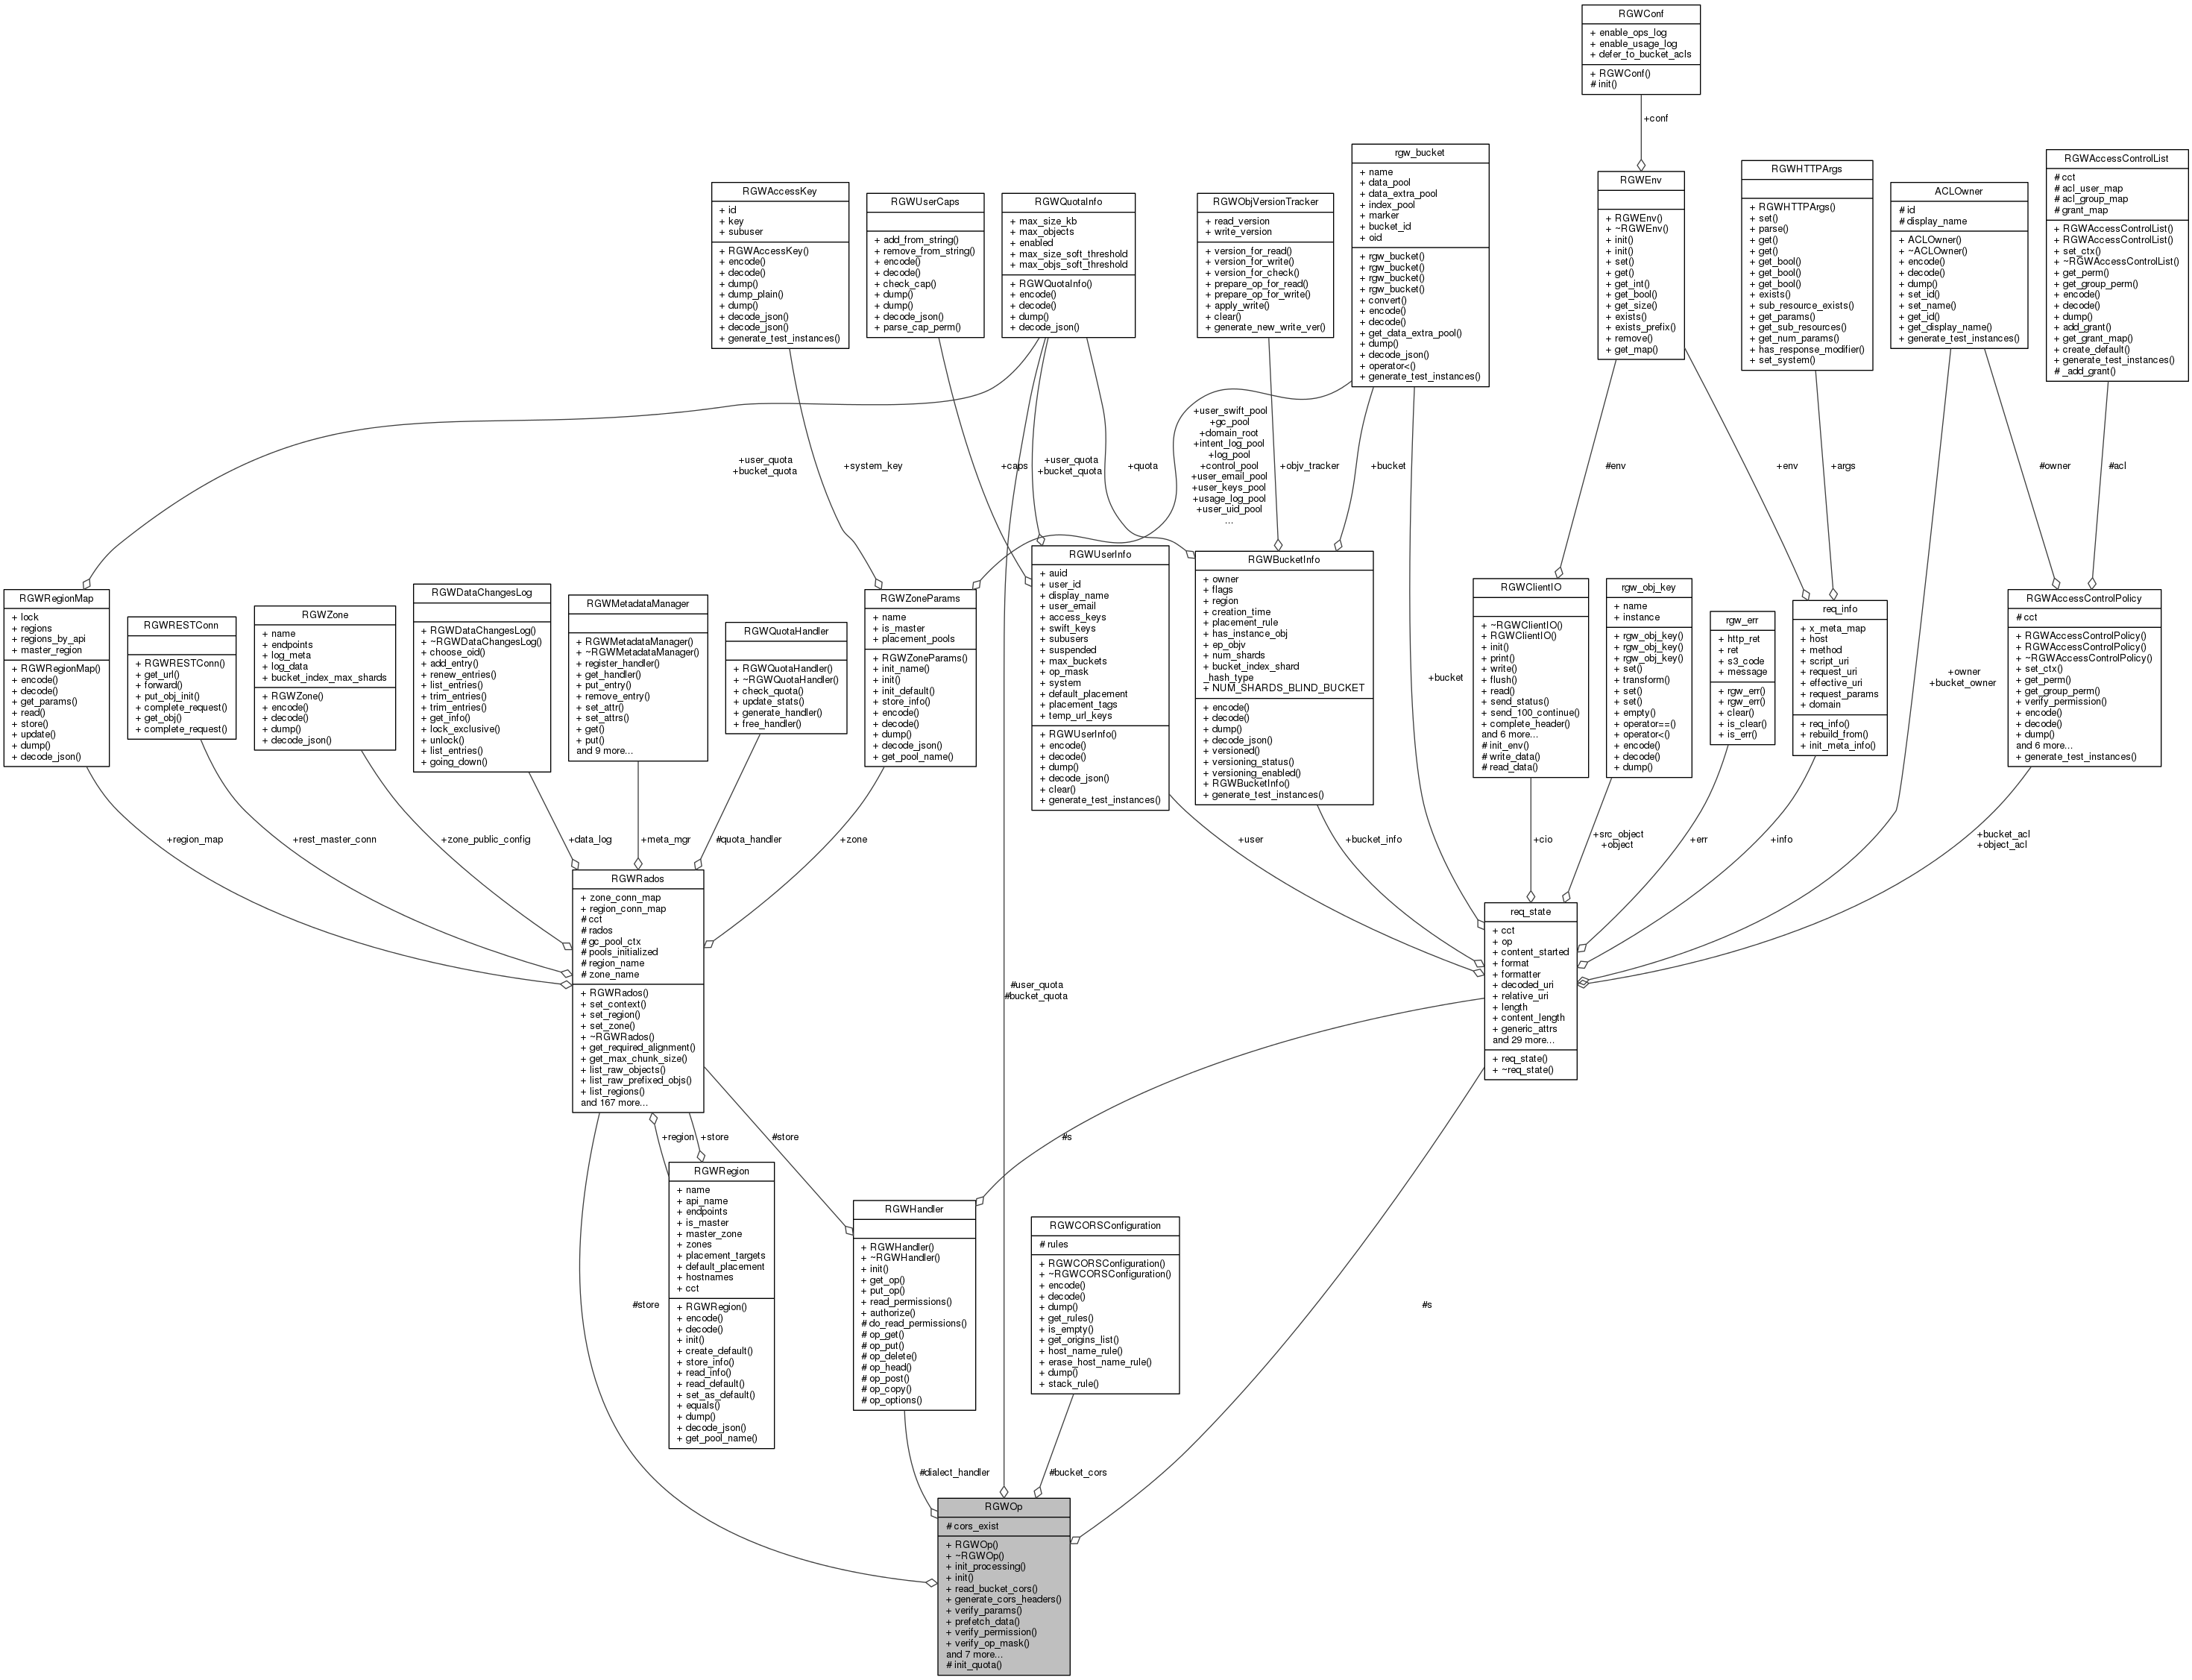 RGWConf
+ enable_ops_log
+ enable_usage_log
+ defer_to_bucket_acls
+ RGWConf()
# init()
+conf
RGWAccessKey
+ id
+ key
+ subuser
+ RGWAccessKey()
+ encode()
+ decode()
+ dump()
+ dump_plain()
+ dump()
+ decode_json()
+ decode_json()
+ generate_test_instances()
RGWUserCaps
+ add_from_string()
+ remove_from_string()
+ encode()
+ decode()
+ check_cap()
+ dump()
+ dump()
+ decode_json()
+ parse_cap_perm()
RGWQuotaInfo
+ max_size_kb
+ max_objects
+ enabled
+ max_size_soft_threshold
+ max_objs_soft_threshold
+ RGWQuotaInfo()
+ encode()
+ decode()
+ dump()
+ decode_json()
RGWObjVersionTracker
+ read_version
+ write_version
+ version_for_read()
+ version_for_write()
+ version_for_check()
+ prepare_op_for_read()
+ prepare_op_for_write()
+ apply_write()
+ clear()
+ generate_new_write_ver()
rgw_bucket
+ name
+ data_pool
+ data_extra_pool
+ index_pool
+ marker
+ bucket_id
+ oid
+ rgw_bucket()
+ rgw_bucket()
+ rgw_bucket()
+ rgw_bucket()
+ convert()
+ encode()
+ decode()
+ get_data_extra_pool()
+ dump()
+ decode_json()
+ operator<()
+ generate_test_instances()
RGWEnv
+ RGWEnv()
+ ~RGWEnv()
+ init()
+ init()
+ set()
+ get()
+ get_int()
+ get_bool()
+ get_size()
+ exists()
+ exists_prefix()
+ remove()
+ get_map()
RGWHTTPArgs
+ RGWHTTPArgs()
+ set()
+ parse()
+ get()
+ get()
+ get_bool()
+ get_bool()
+ get_bool()
+ exists()
+ sub_resource_exists()
+ get_params()
+ get_sub_resources()
+ get_num_params()
+ has_response_modifier()
+ set_system()
ACLOwner
# id
# display_name
+ ACLOwner()
+ ~ACLOwner()
+ encode()
+ decode()
+ dump()
+ set_id()
+ set_name()
+ get_id()
+ get_display_name()
+ generate_test_instances()
RGWAccessControlList
# cct
# acl_user_map
# acl_group_map
# grant_map
+ RGWAccessControlList()
+ RGWAccessControlList()
+ set_ctx()
+ ~RGWAccessControlList()
+ get_perm()
+ get_group_perm()
+ encode()
+ decode()
+ dump()
+ add_grant()
+ get_grant_map()
+ create_default()
+ generate_test_instances()
# _add_grant()
+user_quota
+bucket_quota
+system_key
+caps
+user_quota
+bucket_quota
+quota
+user_swift_pool
+gc_pool
+domain_root
+intent_log_pool
+log_pool
+control_pool
+user_email_pool
+user_keys_pool
+usage_log_pool
+user_uid_pool
...
+objv_tracker
+bucket
#env
+env
+args
#owner
#acl
RGWRegionMap
+ lock
+ regions
+ regions_by_api
+ master_region
+ RGWRegionMap()
+ encode()
+ decode()
+ get_params()
+ read()
+ store()
+ update()
+ dump()
+ decode_json()
RGWRESTConn
+ RGWRESTConn()
+ get_url()
+ forward()
+ put_obj_init()
+ complete_request()
+ get_obj()
+ complete_request()
RGWZone
+ name
+ endpoints
+ log_meta
+ log_data
+ bucket_index_max_shards
+ RGWZone()
+ encode()
+ decode()
+ dump()
+ decode_json()
RGWDataChangesLog
+ RGWDataChangesLog()
+ ~RGWDataChangesLog()
+ choose_oid()
+ add_entry()
+ renew_entries()
+ list_entries()
+ trim_entries()
+ trim_entries()
+ get_info()
+ lock_exclusive()
+ unlock()
+ list_entries()
+ going_down()
RGWMetadataManager
+ RGWMetadataManager()
+ ~RGWMetadataManager()
+ register_handler()
+ get_handler()
+ put_entry()
+ remove_entry()
+ set_attr()
+ set_attrs()
+ get()
+ put()
and 9 more...
RGWQuotaHandler
+ RGWQuotaHandler()
+ ~RGWQuotaHandler()
+ check_quota()
+ update_stats()
+ generate_handler()
+ free_handler()
RGWZoneParams
+ name
+ is_master
+ placement_pools
+ RGWZoneParams()
+ init_name()
+ init()
+ init_default()
+ store_info()
+ encode()
+ decode()
+ dump()
+ decode_json()
+ get_pool_name()
RGWUserInfo
+ auid
+ user_id
+ display_name
+ user_email
+ access_keys
+ swift_keys
+ subusers
+ suspended
+ max_buckets
+ op_mask
+ system
+ default_placement
+ placement_tags
+ temp_url_keys
+ RGWUserInfo()
+ encode()
+ decode()
+ dump()
+ decode_json()
+ clear()
+ generate_test_instances()
RGWBucketInfo
+ owner
+ flags
+ region
+ creation_time
+ placement_rule
+ has_instance_obj
+ ep_objv
+ num_shards
+ bucket_index_shard
_hash_type
+ NUM_SHARDS_BLIND_BUCKET
+ encode()
+ decode()
+ dump()
+ decode_json()
+ versioned()
+ versioning_status()
+ versioning_enabled()
+ RGWBucketInfo()
+ generate_test_instances()
RGWClientIO
+ ~RGWClientIO()
+ RGWClientIO()
+ init()
+ print()
+ write()
+ flush()
+ read()
+ send_status()
+ send_100_continue()
+ complete_header()
and 6 more...
# init_env()
# write_data()
# read_data()
rgw_obj_key
+ name
+ instance
+ rgw_obj_key()
+ rgw_obj_key()
+ rgw_obj_key()
+ set()
+ transform()
+ set()
+ set()
+ empty()
+ operator==()
+ operator<()
+ encode()
+ decode()
+ dump()
rgw_err
+ http_ret
+ ret
+ s3_code
+ message
+ rgw_err()
+ rgw_err()
+ clear()
+ is_clear()
+ is_err()
req_info
+ x_meta_map
+ host
+ method
+ script_uri
+ request_uri
+ effective_uri
+ request_params
+ domain
+ req_info()
+ rebuild_from()
+ init_meta_info()
RGWAccessControlPolicy
# cct
+ RGWAccessControlPolicy()
+ RGWAccessControlPolicy()
+ ~RGWAccessControlPolicy()
+ set_ctx()
+ get_perm()
+ get_group_perm()
+ verify_permission()
+ encode()
+ decode()
+ dump()
and 6 more...
+ generate_test_instances()
+owner
+bucket_owner
+bucket
+region_map
+rest_master_conn
+zone_public_config
+data_log
+meta_mgr
#quota_handler
+zone
+user
+bucket_info
+cio
+src_object
+object
+err
+info
+bucket_acl
+object_acl
RGWRados
+ zone_conn_map
+ region_conn_map
# cct
# rados
# gc_pool_ctx
# pools_initialized
# region_name
# zone_name
+ RGWRados()
+ set_context()
+ set_region()
+ set_zone()
+ ~RGWRados()
+ get_required_alignment()
+ get_max_chunk_size()
+ list_raw_objects()
+ list_raw_prefixed_objs()
+ list_regions()
and 167 more...
req_state
+ cct
+ op
+ content_started
+ format
+ formatter
+ decoded_uri
+ relative_uri
+ length
+ content_length
+ generic_attrs
and 29 more...
+ req_state()
+ ~req_state()
#user_quota
#bucket_quota
+region
+store
#store
#s
RGWRegion
+ name
+ api_name
+ endpoints
+ is_master
+ master_zone
+ zones
+ placement_targets
+ default_placement
+ hostnames
+ cct
+ RGWRegion()
+ encode()
+ decode()
+ init()
+ create_default()
+ store_info()
+ read_info()
+ read_default()
+ set_as_default()
+ equals()
+ dump()
+ decode_json()
+ get_pool_name()
RGWHandler
+ RGWHandler()
+ ~RGWHandler()
+ init()
+ get_op()
+ put_op()
+ read_permissions()
+ authorize()
# do_read_permissions()
# op_get()
# op_put()
# op_delete()
# op_head()
# op_post()
# op_copy()
# op_options()
RGWCORSConfiguration
# rules
+ RGWCORSConfiguration()
+ ~RGWCORSConfiguration()
+ encode()
+ decode()
+ dump()
+ get_rules()
+ is_empty()
+ get_origins_list()
+ host_name_rule()
+ erase_host_name_rule()
+ dump()
+ stack_rule()
#store
#s
#dialect_handler
#bucket_cors
RGWOp
# cors_exist
+ RGWOp()
+ ~RGWOp()
+ init_processing()
+ init()
+ read_bucket_cors()
+ generate_cors_headers()
+ verify_params()
+ prefetch_data()
+ verify_permission()
+ verify_op_mask()
and 7 more...
# init_quota()